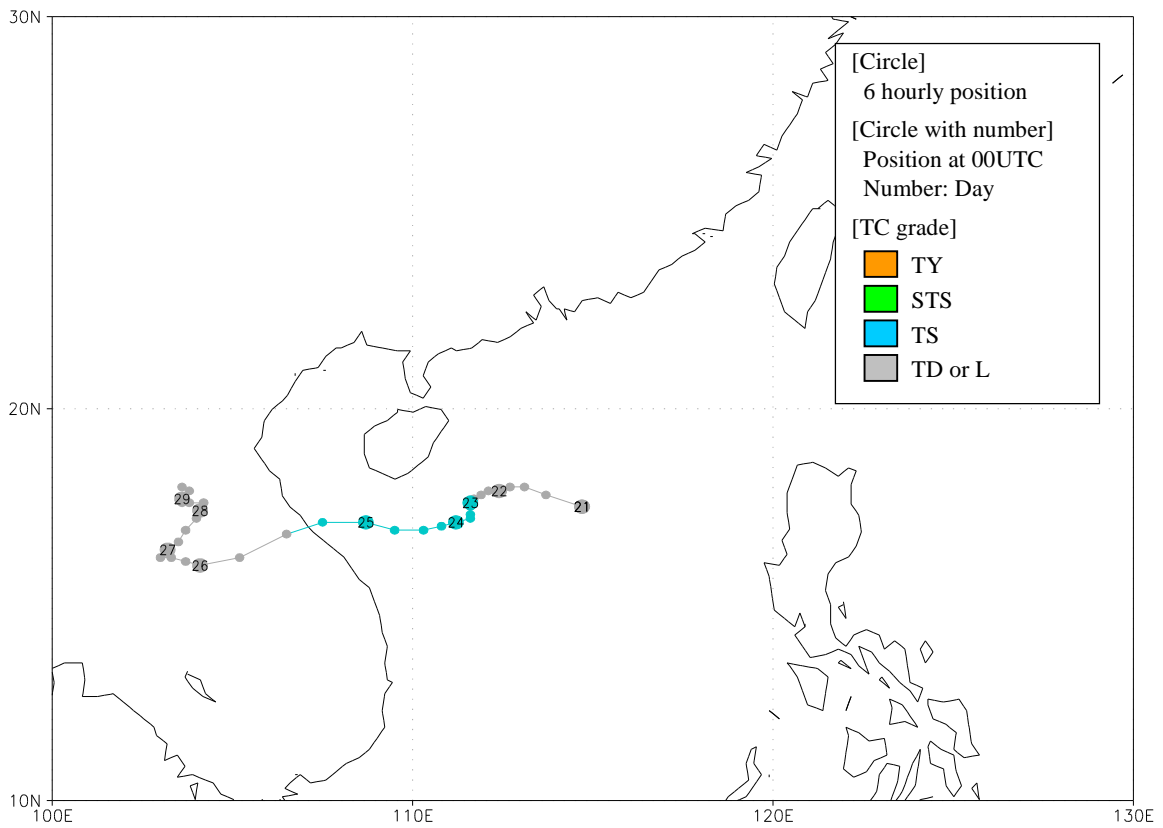 30N
[Circle]
6 hourly position
[Circle with number]
Position at 00UTC
Number: Day
[TC grade]
TY
STS
TS
TD or L
20N
29
28
27
26
25
24
23
22
21
10N
100E
110E
120E
130E